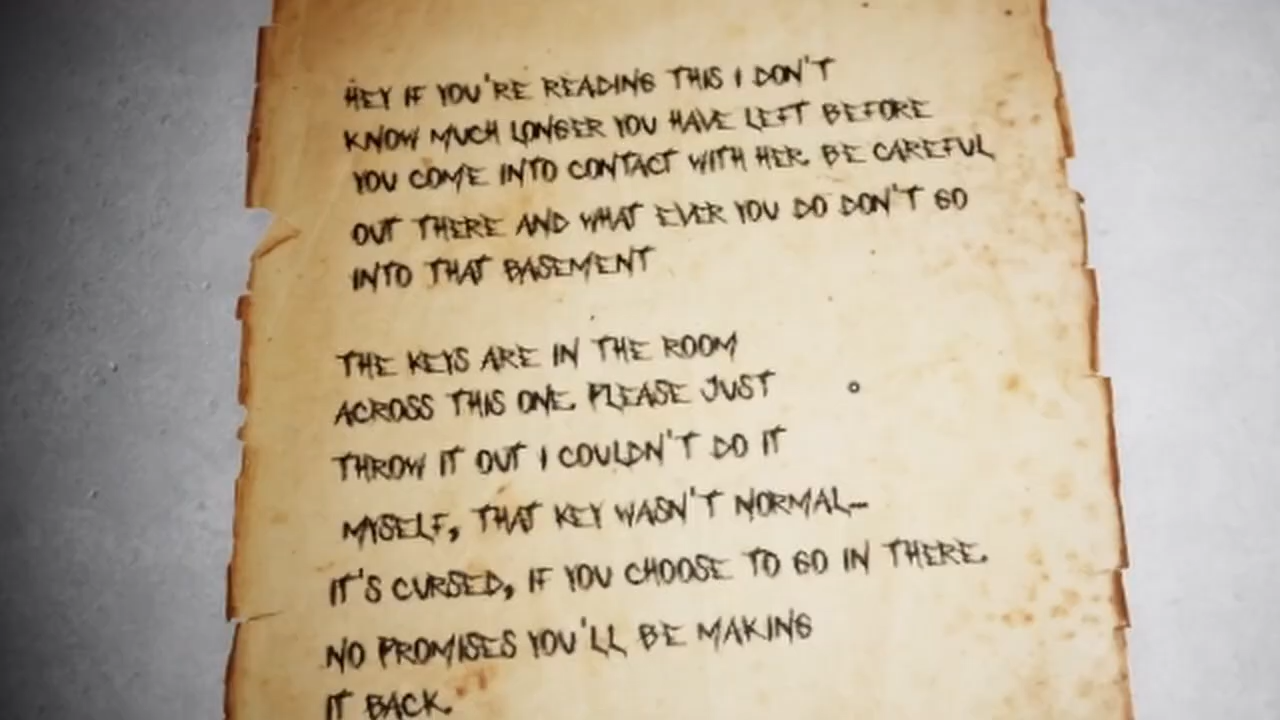 HEY IF YOU'RE READING THIS I DON'T
KNOW MUCH LONGER YOU HAVE LEFT BEFORE
YOU COME INTO CONTACT WITH HER. BE CAREFUL
OUT THERE AND WHAT EVER YOU DO DON'T GO
INTO THAT BASEMENT
THE KEYS ARE IN THE ROOM
ACROSS THIS ONE. PLEASE JUST
THROW IT OUT I COULDN'T DO IT
MYSELF, THAT KEY WASN'T NORMAL...
IT'S CURSED, IF YOU CHOOSE TO GO IN THERE.
NO PROMISES YOU'LL BE MAKING
IT BACK.